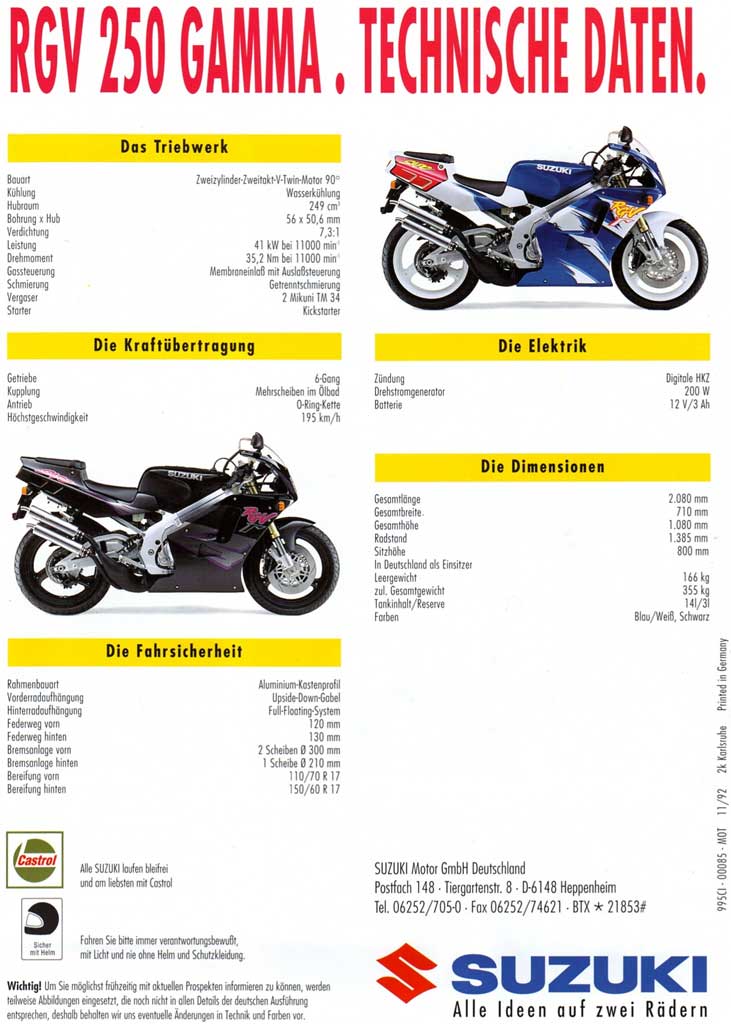 RGV 250 GAMMA . TECHNISCHE DATEN.
Das Triebwerk
Bauart Zweizylinder-Zweitakt-V-Twin-Motor 90°
Kühlung Wasserkühlung
Hubraum 249 cm³
Bohrung x Hub 56 x 50,6 mm
Verdichtung 7,3:1
Leistung 41 kW bei 11000 min⁻¹
Drehmoment 35,2 Nm bei 11000 min⁻¹
Gassteuerung Membraneinlaß mit Auslaßsteuerung
Schmierung Getrenntschmierung
Vergaser 2 Mikuni TM 34
Starter Kickstarter
SUZUKI
RGV
Die Kraftübertragung
Getriebe 6-Gang
Kupplung Mehrscheiben im Ölbad
Antrieb O-Ring-Kette
Höchstgeschwindigkeit 195 km/h
Die Elektrik
Zündung Digitale HKZ
Drehstromgenerator 200 W
Batterie 12 V/3 Ah
SUZUKI
RGV
Die Dimensionen
Gesamtlänge 2.080 mm
Gesamtbreite 710 mm
Gesamthöhe 1.080 mm
Radstand 1.385 mm
Sitzhöhe 800 mm
In Deutschland als Einsitzer
Leergewicht 166 kg
zul. Gesamtgewicht 355 kg
Tankinhalt/Reserve 14l/3l
Farben Blau/Weiß, Schwarz
Die Fahrsicherheit
Rahmenbauart Aluminium-Kastenprofil
Vorderradaufhängung Upside-Down-Gabel
Hinterradaufhängung Full-Floating-System
Federweg vorn 120 mm
Federweg hinten 130 mm
Bremsanlage vorn 2 Scheiben Ø 300 mm
Bremsanlage hinten 1 Scheibe Ø 210 mm
Bereifung vorn 110/70 R 17
Bereifung hinten 150/60 R 17
995CI - 00085 - MOT 11/92 2k Karlsruhe Printed in Germany
Castrol
Alle SUZUKI laufen bleifrei
und am liebsten mit Castrol
Sicher
mit Helm
Fahren Sie bitte immer verantwortungsbewußt,
mit Licht und nie ohne Helm und Schutzkleidung.
Wichtig! Um Sie möglichst frühzeitig mit aktuellen Prospekten informieren zu können, werden
teilweise Abbildungen eingesetzt, die noch nicht in allen Details der deutschen Ausführung
entsprechen, deshalb behalten wir uns eventuelle Änderungen in Technik und Farben vor.
SUZUKI Motor GmbH Deutschland
Postfach 148 · Tiergartenstr. 8 · D-6148 Heppenheim
Tel. 06252/705-0 · Fax 06252/74621 · BTX * 21853#
SUZUKI
Alle Ideen auf zwei Rädern